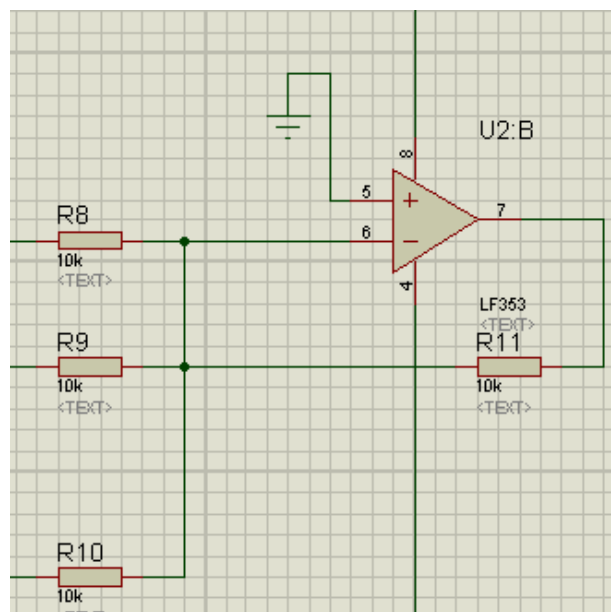 U2:B
8
5
6
7
4
R8
10k
<TEXT>
LF353
<TEXT>
R9
10k
<TEXT>
R11
10k
<TEXT>
R10
10k